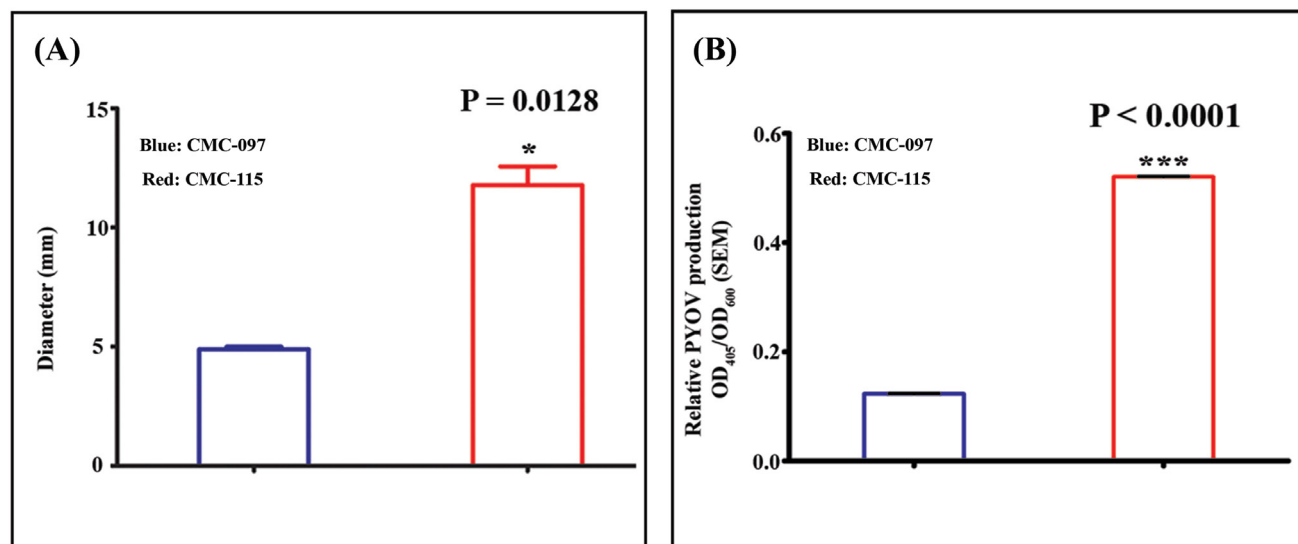 (A)
P = 0.0128
*
15
10
5
0
Diameter (mm)
Blue: CMC-097
Red: CMC-115
(B)
P < 0.0001
***
0.6
0.4
0.2
0.0
Relative PYOV production
OD405/OD600 (SEM)
Blue: CMC-097
Red: CMC-115